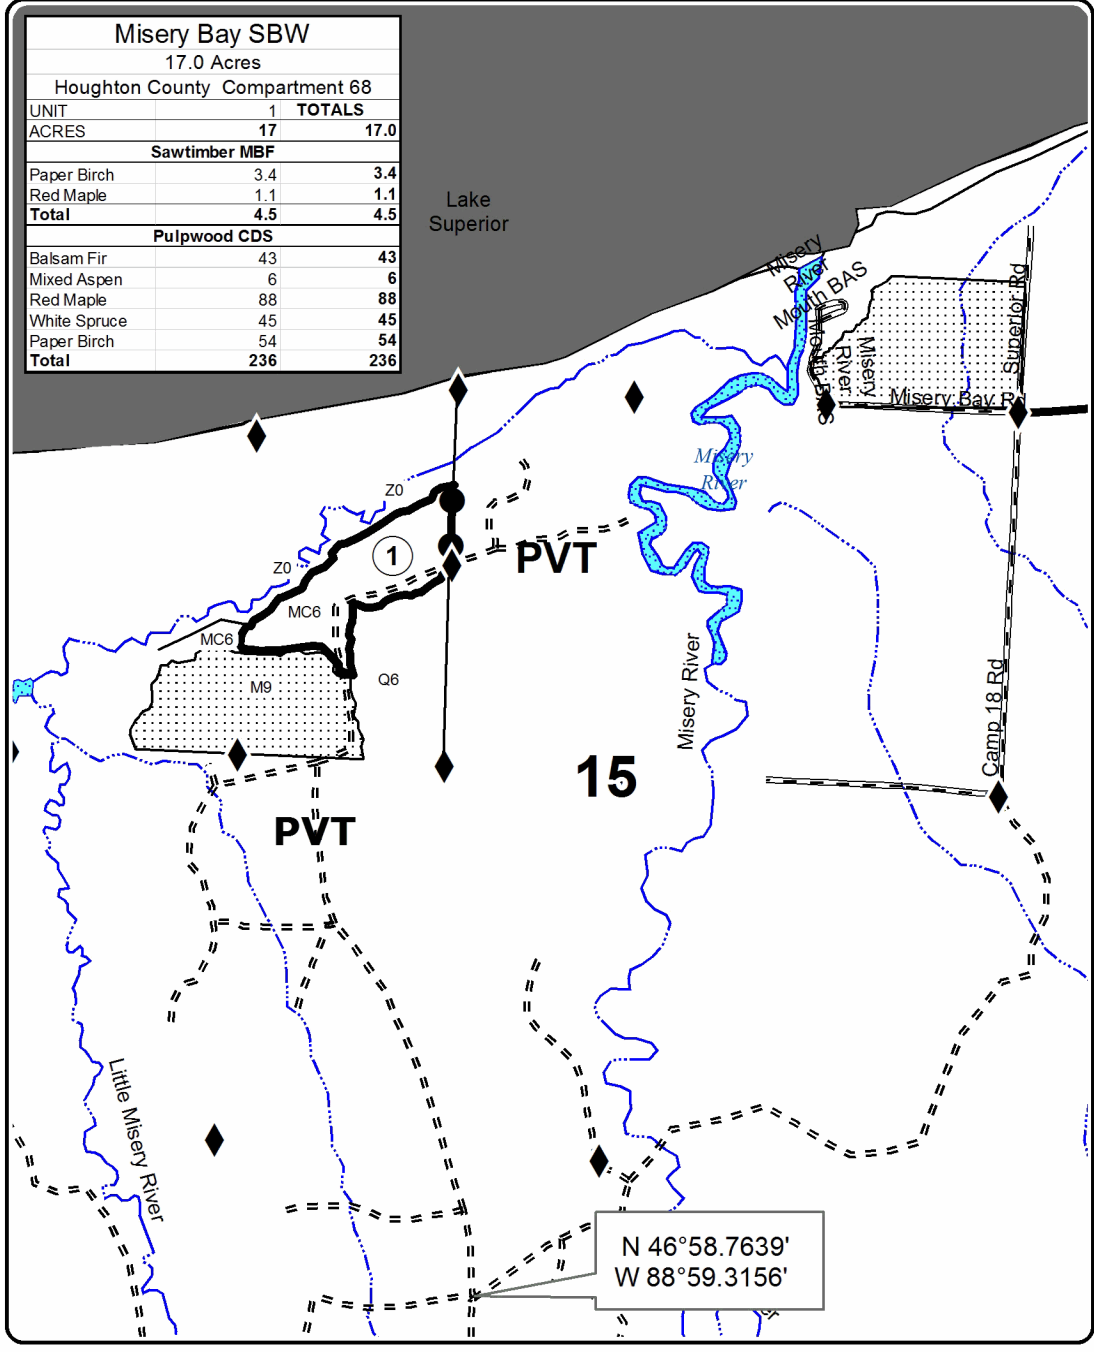 Misery Bay SBW
17.0 Acres
Houghton County Compartment 68
UNIT 1 TOTALS
ACRES 17 17.0
Sawtimber MBF
Paper Birch 3.4 3.4
Red Maple 1.1 1.1
Total 4.5 4.5
Pulpwood CDS
Balsam Fir 43 43
Mixed Aspen 6 6
Red Maple 88 88
White Spruce 45 45
Paper Birch 54 54
Total 236 236
Lake
Superior
Misery
River
Mouth BAS
Misery
River
Mouth BAS
Superior Rd
Misery Bay Rd
Misery
River
Z0
Z0
1
PVT
MC6
MC6
M9
Q6
Misery River
Camp 18 Rd
15
PVT
Little Misery River
N 46°58.7639'
W 88°59.3156'